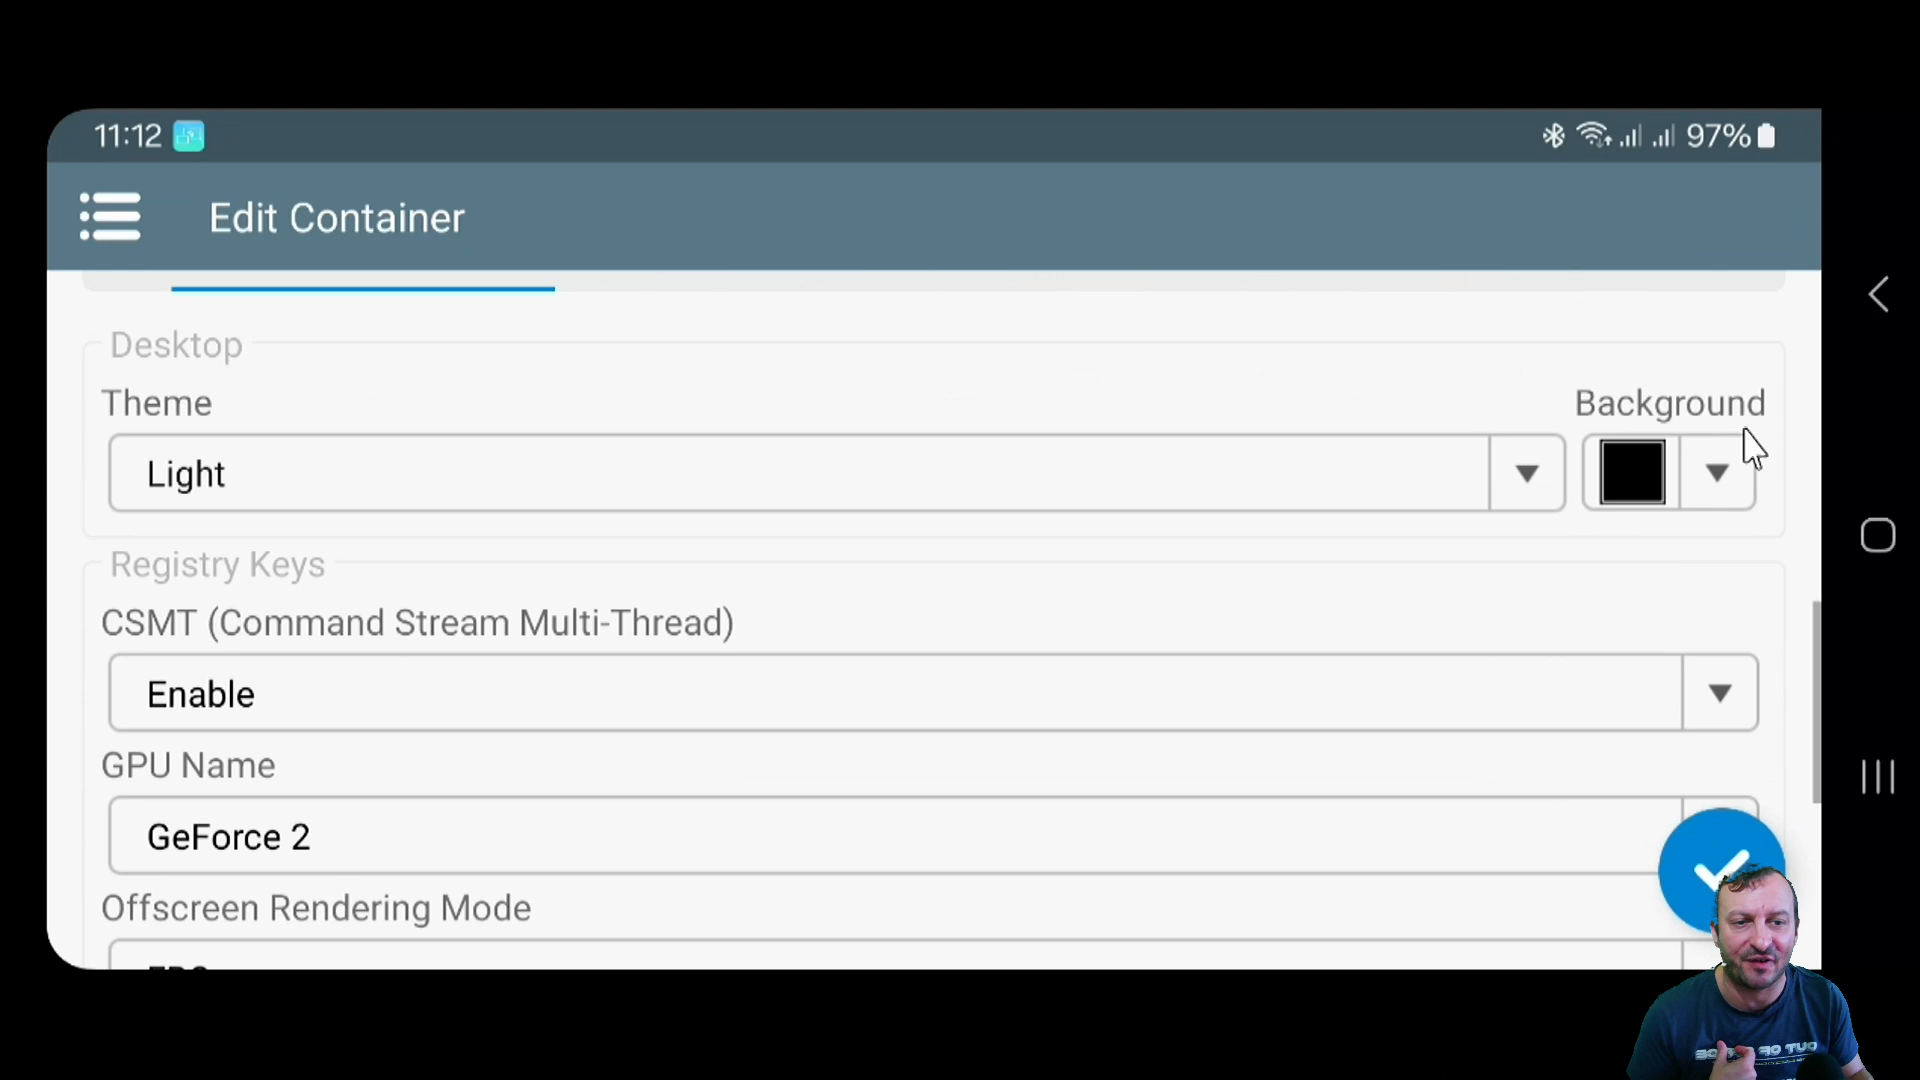 11:12
97%
Edit Container
Desktop
Theme
Background
Light
Registry Keys
CSMT (Command Stream Multi-Thread)
Enable
GPU Name
GeForce 2
Offscreen Rendering Mode